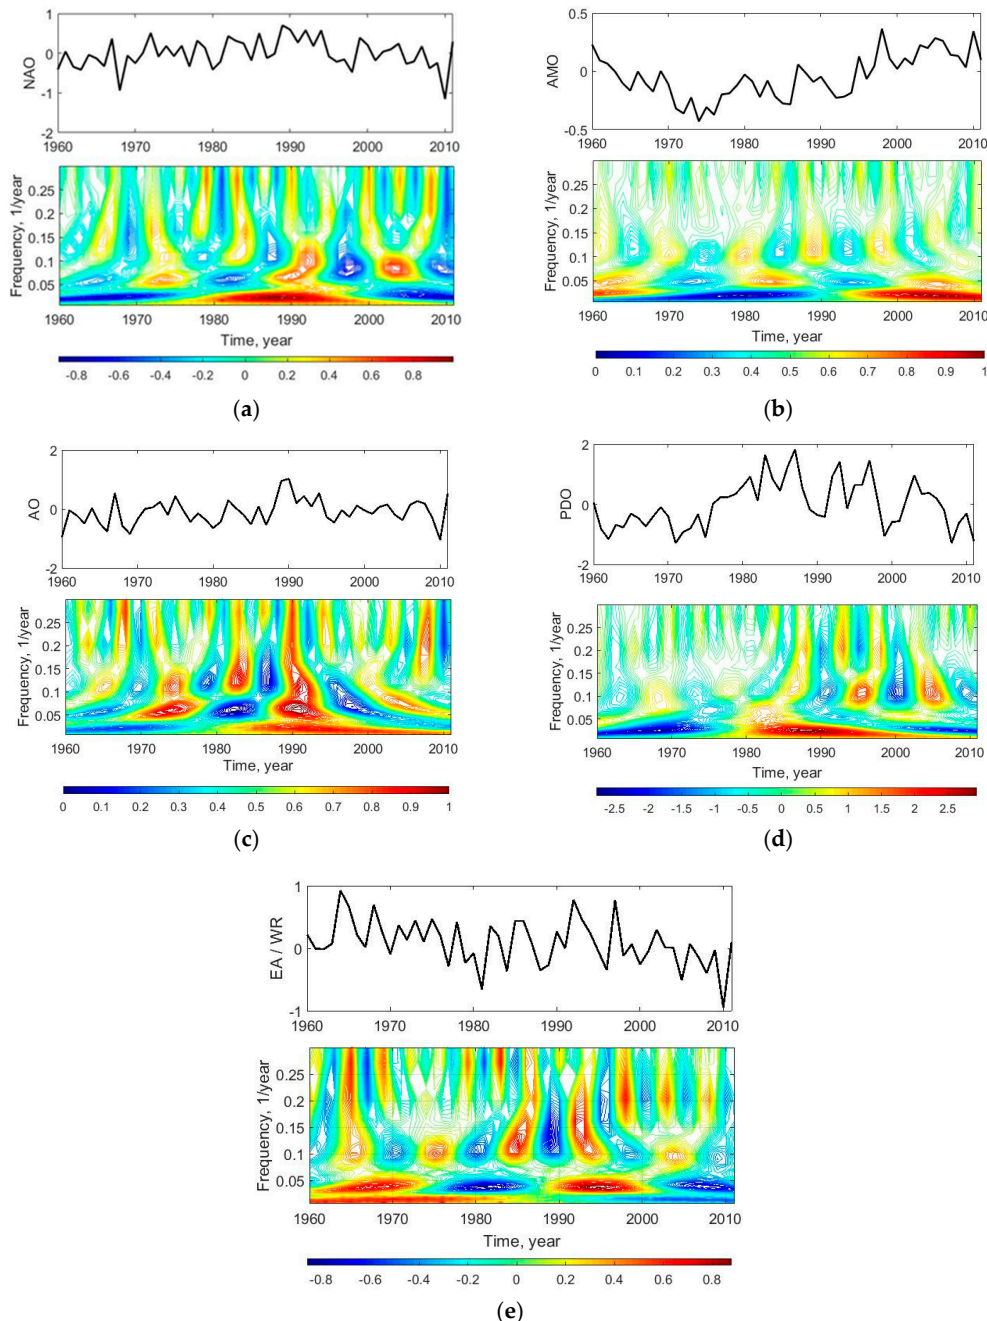 1
0
-1
-2
NAO
1960 1970 1980 1990 2000 2010
0.25
0.2
0.15
0.1
0.05
Frequency, 1/year
1960 1970 1980 1990 2000 2010
Time, year
-0.8 -0.6 -0.4 -0.2 0 0.2 0.4 0.6 0.8
(a)
0.5
0
-0.5
AMO
1960 1970 1980 1990 2000 2010
0.25
0.2
0.15
0.1
0.05
Frequency, 1/year
1960 1970 1980 1990 2000 2010
Time, year
0 0.1 0.2 0.3 0.4 0.5 0.6 0.7 0.8 0.9 1
(b)
2
0
-2
AO
1960 1970 1980 1990 2000 2010
0.25
0.2
0.15
0.1
0.05
Frequency, 1/year
1960 1970 1980 1990 2000 2010
Time, year
0 0.1 0.2 0.3 0.4 0.5 0.6 0.7 0.8 0.9 1
(c)
2
0
-2
PDO
1960 1970 1980 1990 2000 2010
0.25
0.2
0.15
0.1
0.05
Frequency, 1/year
1960 1970 1980 1990 2000 2010
Time, year
-2.5 -2 -1.5 -1 -0.5 0 0.5 1 1.5 2 2.5
(d)
1
0
-1
EA / WR
1960 1970 1980 1990 2000 2010
0.25
0.2
0.15
0.1
0.05
Frequency, 1/year
1960 1970 1980 1990 2000 2010
Time, year
-0.8 -0.6 -0.4 -0.2 0 0.2 0.4 0.6 0.8
(e)